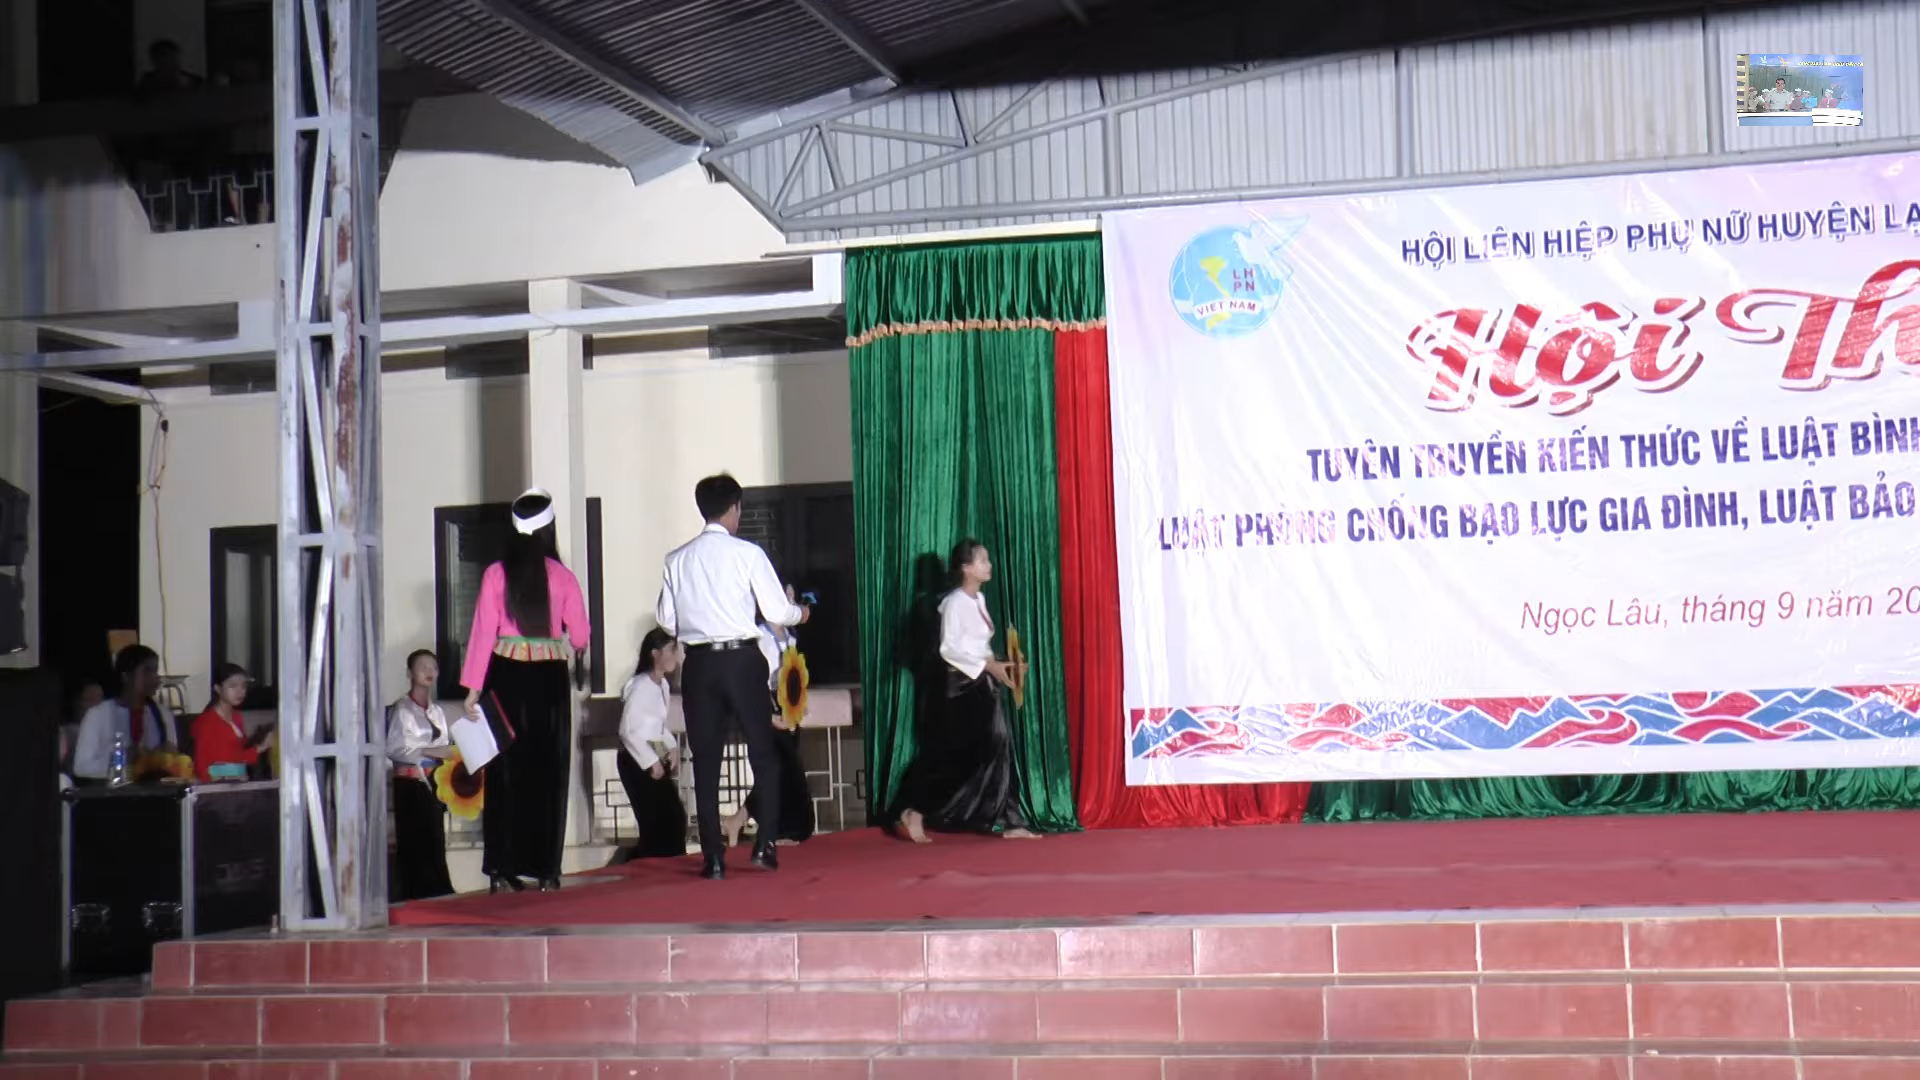 HỘI LIÊN HIỆP PHỤ NỮ HUYỆN LẠ
LH
PN
VIỆT NAM
Hội Th
TUYÊN TRUYỀN KIẾN THỨC VỀ LUẬT BÌNH
LUẬT PHÒNG CHỐNG BẠO LỰC GIA ĐÌNH, LUẬT BẢO
Ngọc Lâu, tháng 9 năm 20